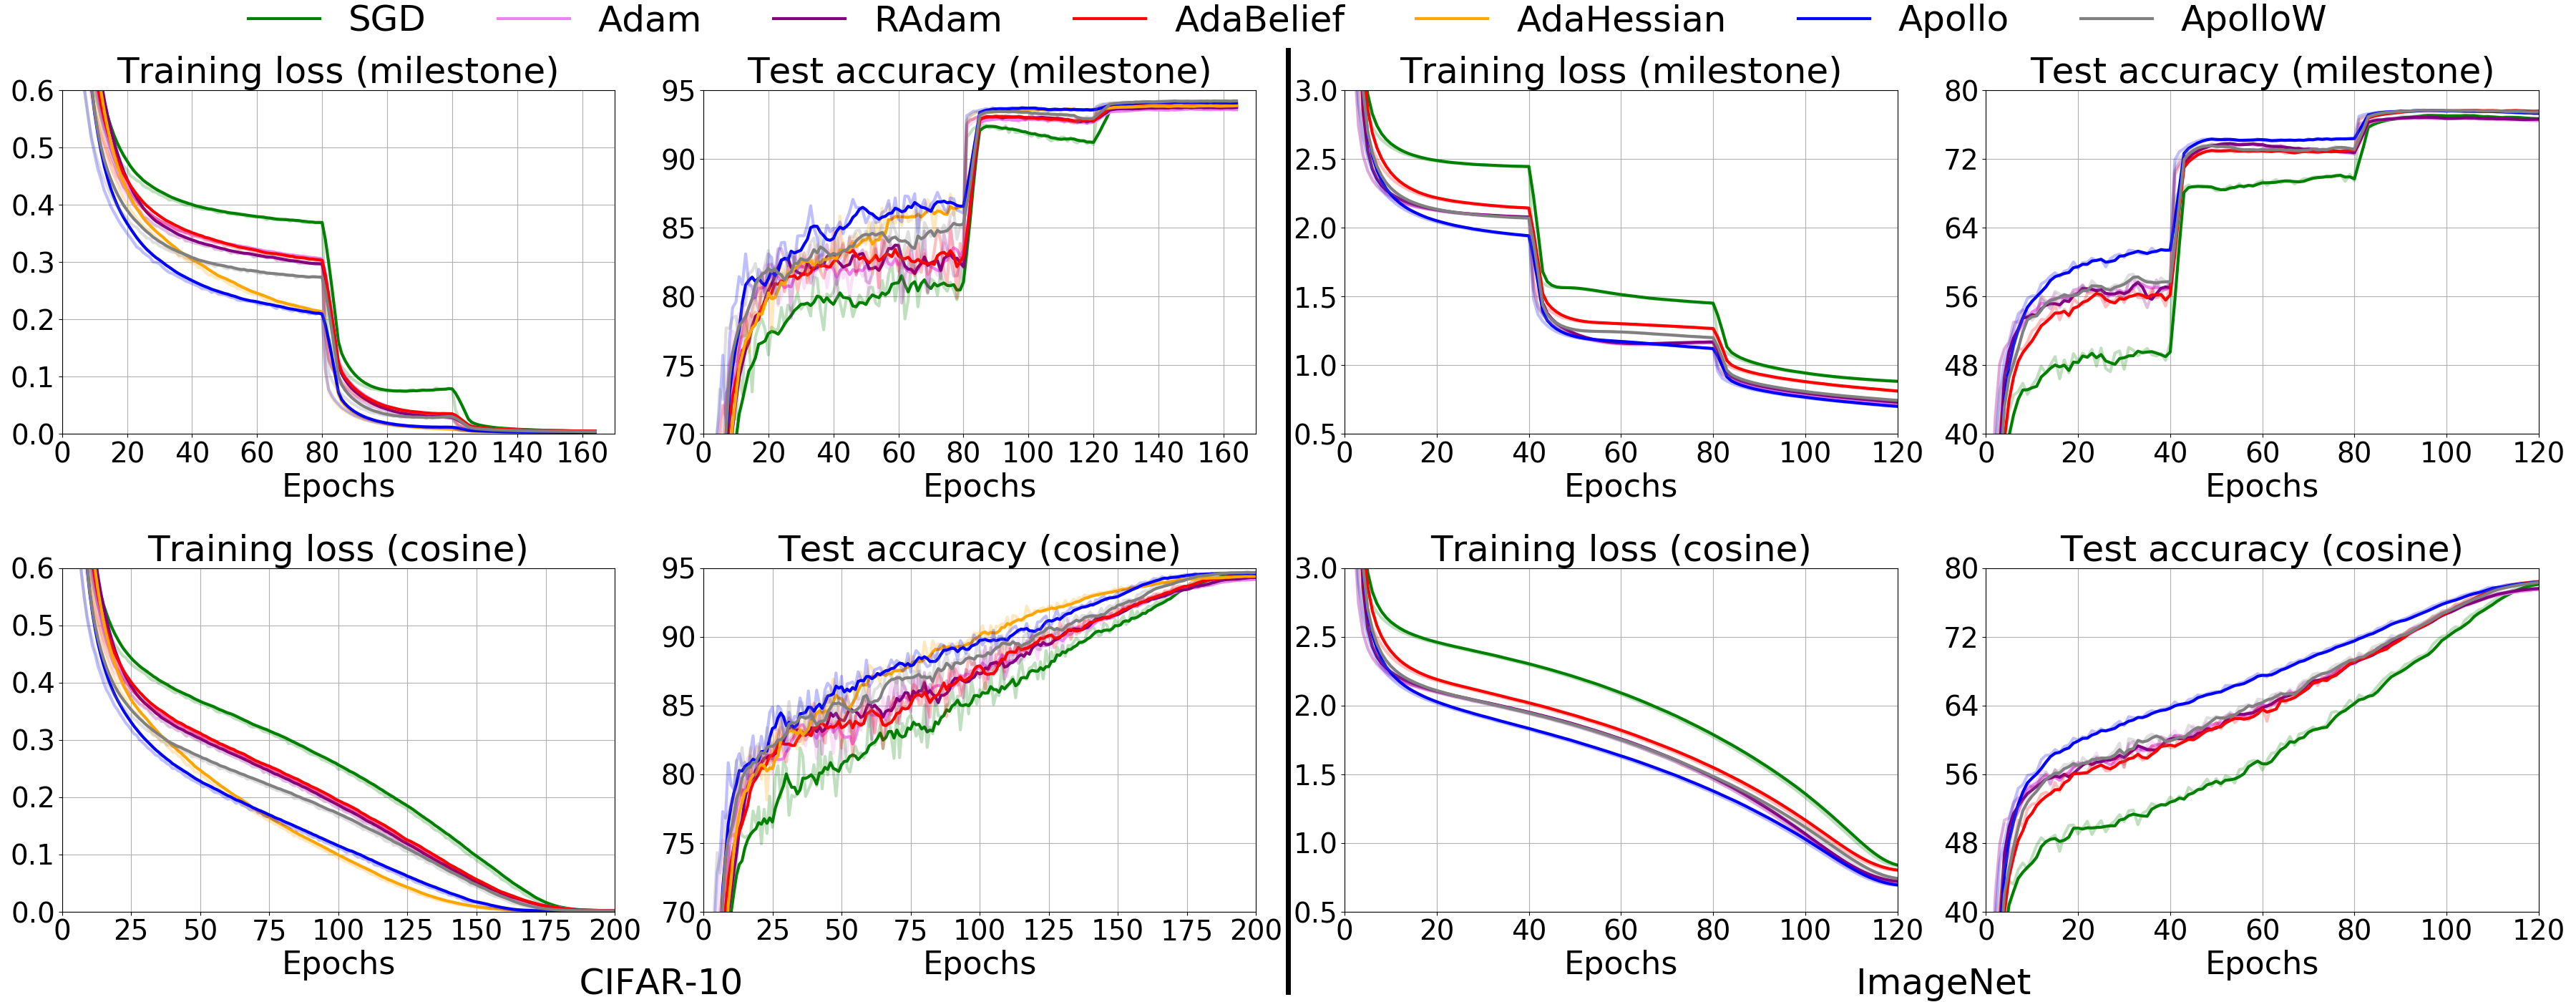 SGD Adam RAdam AdaBelief AdaHessian Apollo ApolloW
Training loss (milestone) Test accuracy (milestone) Training loss (milestone) Test accuracy (milestone)
0.6 95 3.0 80
0.5 90 2.5 72
0.4 85 2.0 64
0.3 80 1.5 56
0.2 75 1.0 48
0.1
0.0 70 0.5 40
0 20 40 60 80 100 120 140 160 0 20 40 60 80 100 120 140 160 0 20 40 60 80 100 120 0 20 40 60 80 100 120
Epochs Epochs Epochs Epochs
Training loss (cosine) Test accuracy (cosine) Training loss (cosine) Test accuracy (cosine)
0.6 95 3.0 80
0.5 90 2.5 72
0.4 85 2.0 64
0.3 80 1.5 56
0.2 75 1.0 48
0.1
0.0 70 0.5 40
0 25 50 75 100 125 150 175 200 0 25 50 75 100 125 150 175 200 0 20 40 60 80 100 120 0 20 40 60 80 100 120
Epochs Epochs Epochs Epochs
CIFAR-10 ImageNet